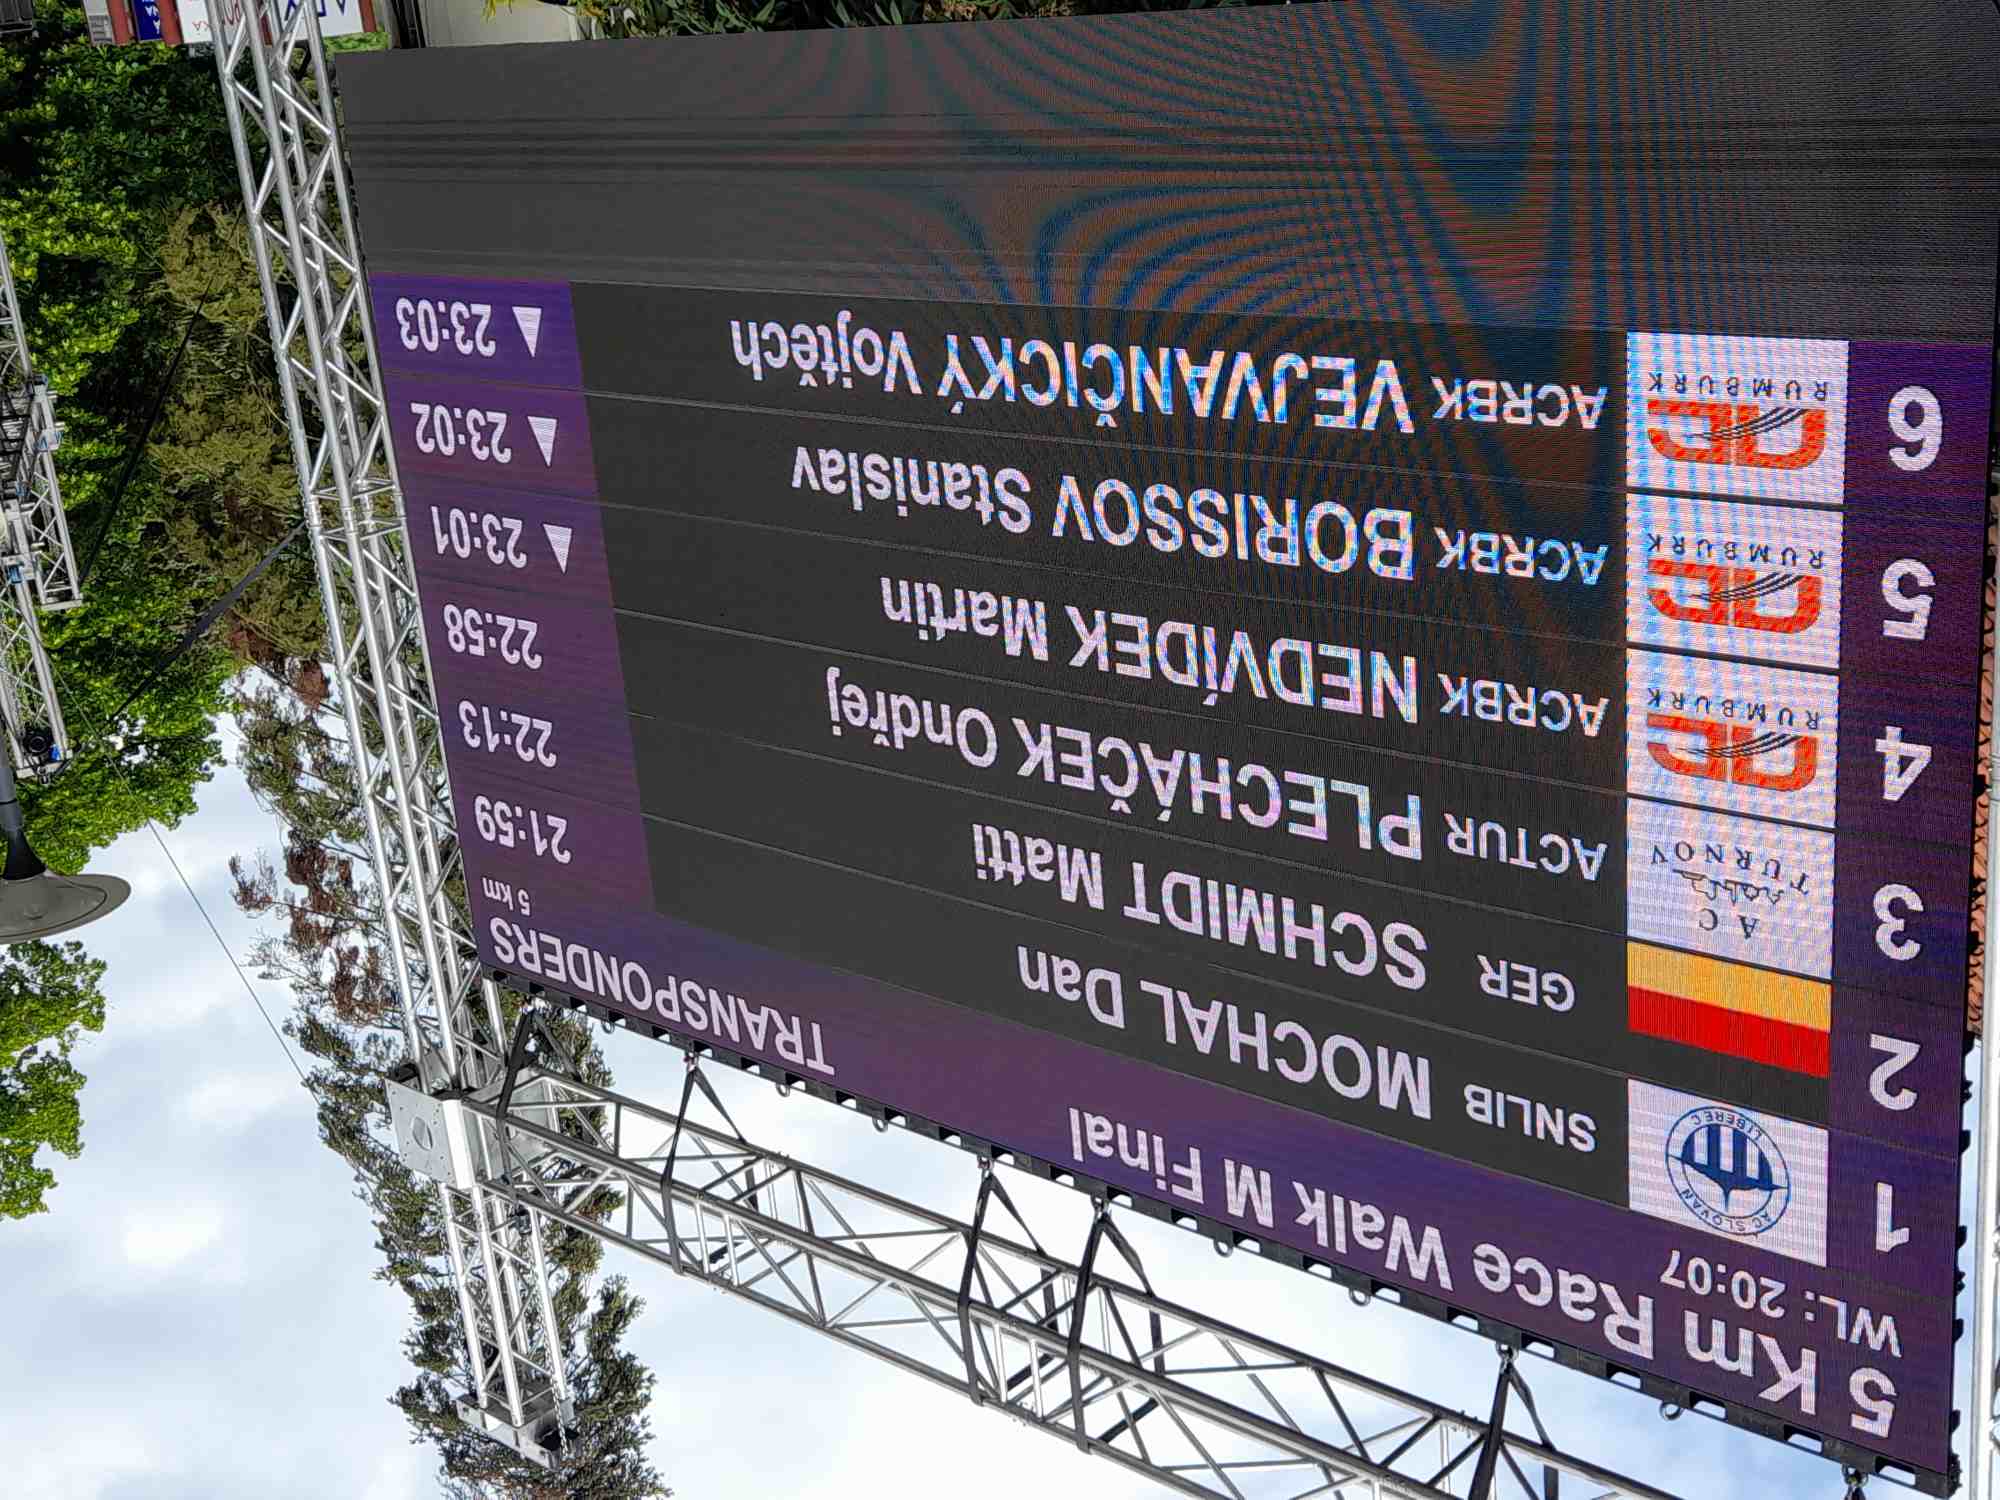 5 Km Race Walk M Final
WL: 20:07
TRANSPONDERS
5 km
1 AC SLOVAN LIBEREC SNLIB MOCHAL Dan 21:59
2 GER SCHMIDT Matti 22:13
3 AC TURNOV ACTUR PLECHÁČEK Ondřej 22:58
4 RUMBURK ACRBK NEDVÍDEK Martin 23:01
5 RUMBURK ACRBK BORISSOV Stanislav 23:02
6 RUMBURK ACRBK VEJVANČICKÝ Vojtěch 23:03